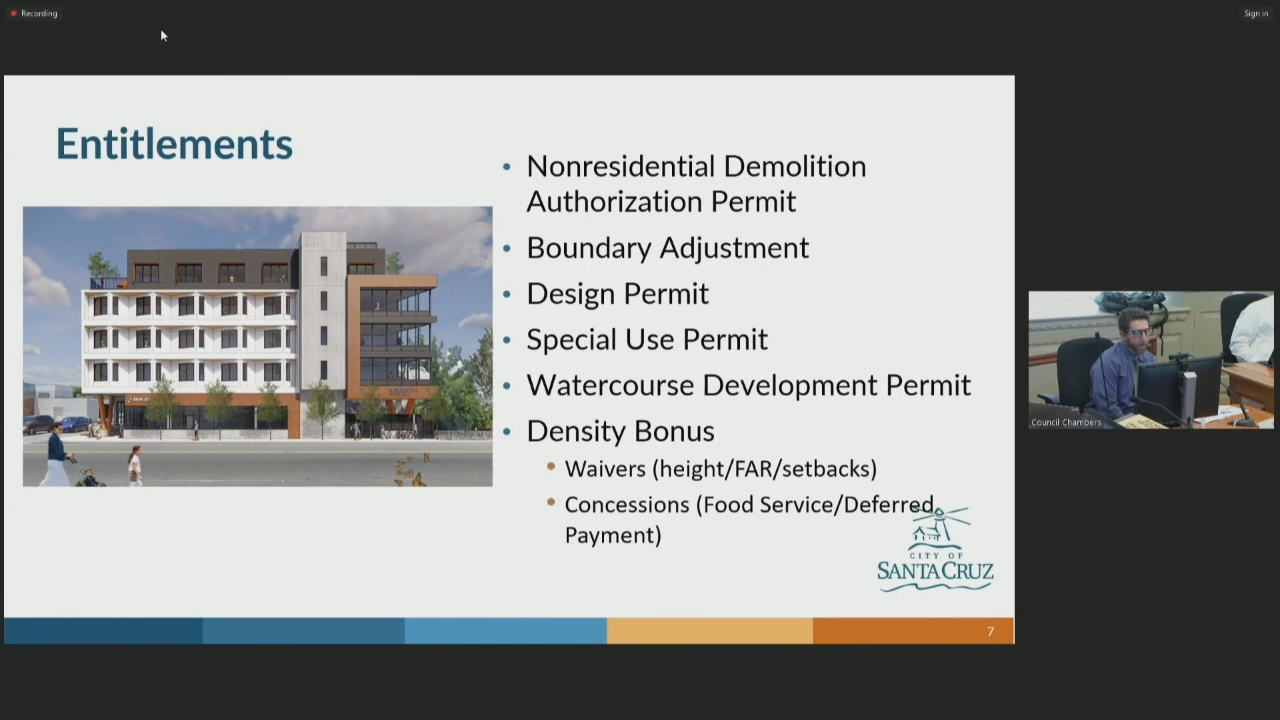 Recording
Sign in
Entitlements
• Nonresidential Demolition
Authorization Permit
• Boundary Adjustment
• Design Permit
• Special Use Permit
• Watercourse Development Permit
• Density Bonus
• Waivers (height/FAR/setbacks)
• Concessions (Food Service/Deferred
Payment)
CITY OF
SANTA CRUZ
7
Council Chambers